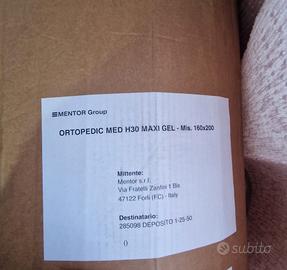 MENTOR Group
ORTOPEDIC MED H30 MAXI GEL - Mis. 160x200
Mittente:
Mentor s.r.l.
Via Fratelli Zanfini 1 Bis
47122 Forlì (FC) - Italy
Destinatario:
285098 DEPOSITO 1-25-50
()
subito